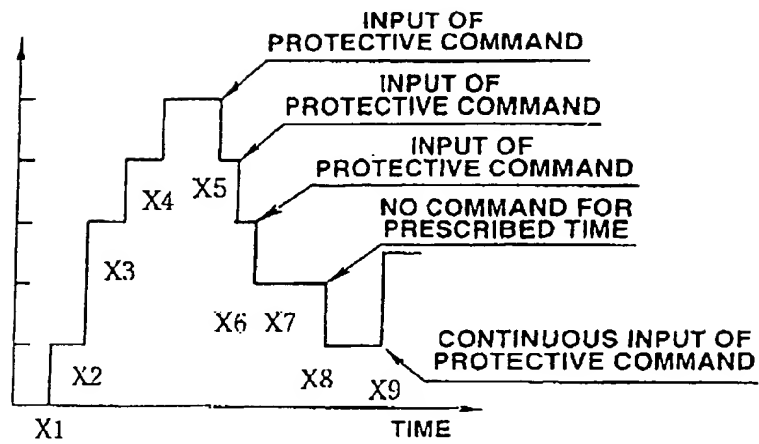 INPUT OF
PROTECTIVE COMMAND
INPUT OF
PROTECTIVE COMMAND
INPUT OF
PROTECTIVE COMMAND
NO COMMAND FOR
PRESCRIBED TIME
CONTINUOUS INPUT OF
PROTECTIVE COMMAND
X4
X5
X3
X6
X7
X2
X8
X9
X1
TIME